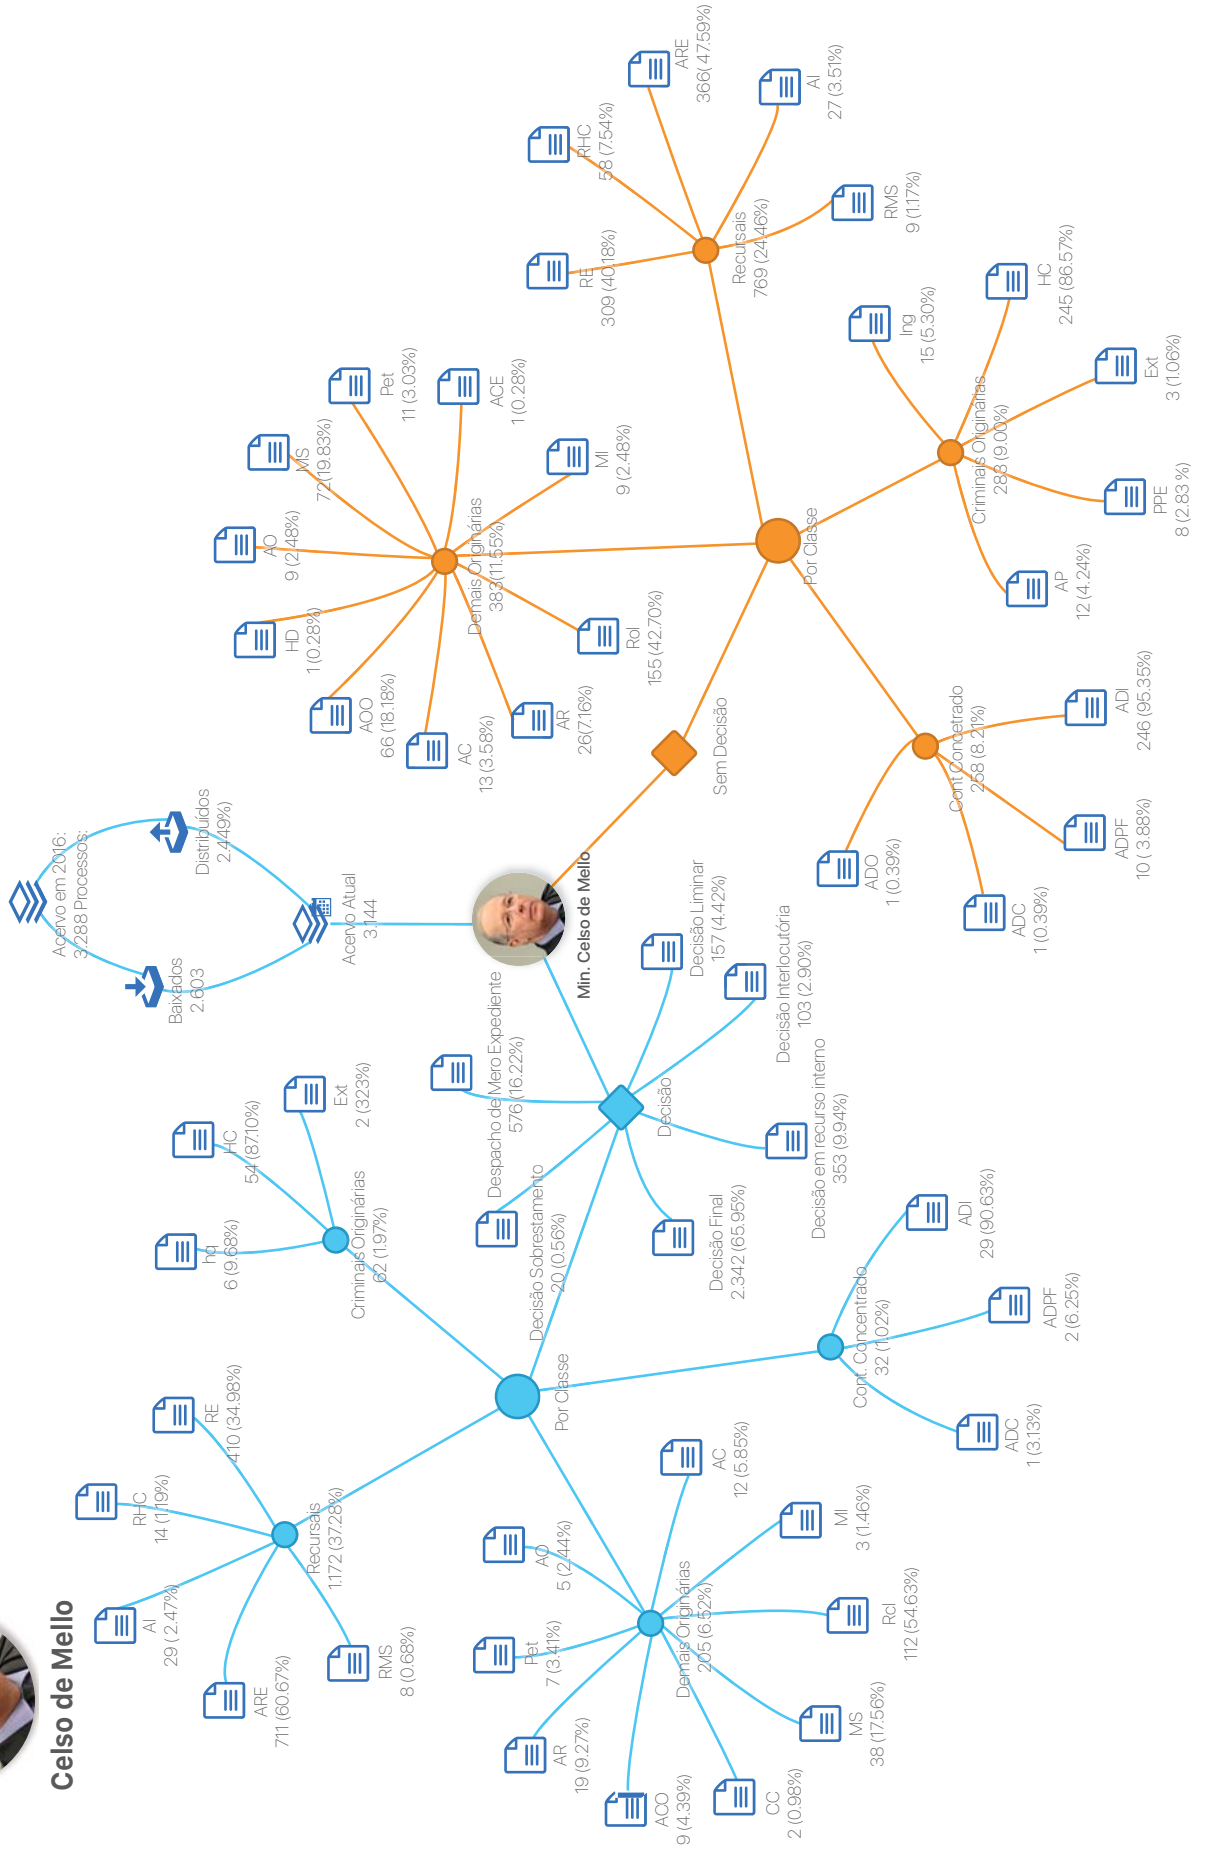 Celso de Mello
Acervo em 2016:
3.288 Processos:
Baixados
2.603
Distribuídos
2.449%)
Acervo Atual
3.144
Min. Celso de Mello
Decisão
Despacho de Mero Expediente
576 (16.22%)
Decisão Sobrestamento
20 (0.56%)
Decisão Final
2.342 (65.95%)
Decisão em recurso interno
353 (9.94%)
Decisão Interlocutória
103 (2.90%)
Decisão Liminar
157 (4.42%)
Por Classe
Criminais Originárias
62 (1.97%)
hq
6 (9.68%)
HC
54 (87.10%)
Ext
2 (323%)
Recursais
1.172 (37.28%)
RE
410 (34.98%)
RHC
14 (1.19%)
AI
29 ( 2.47%)
ARE
711 (60.67%)
RMS
8 (0.68%)
Demais Originárias
205 (6.52%)
AO
5 (2.44%)
Pet
7 (3.41%)
AR
19 (9.27%)
ACO
9 (4.39%)
CC
2 (0.98%)
MS
38 (17.56%)
Rcl
112 (54.63%)
MI
3 (1.46%)
AC
12 (5.85%)
Cont. Concentrado
32 (1.02%)
ADC
1 (3.13%)
ADPF
2 (6.25%)
ADI
29 (90.63%)
Sem Decisão
Por Classe
Demais Originárias
383(11.55%)
AR
26(7.16%)
AC
13 (3.58%)
AOO
66 (18.18%)
HD
1 (0.28%)
AO
9 (2.48%)
MS
72(19.83%)
Pet
11 (3.03%)
ACE
1 (0.28%)
MI
9 (2.48%)
Rol
155 (42.70%)
Recursais
769 (24.46%)
RE
309 (40.18%)
RHC
58 (7.54%)
ARE
366( 47.59%)
AI
27 (3.51%)
RMS
9 (1.17%)
Criminais Originárias
283 (9.00%)
Inq
15 (5.30%)
HC
245 (86.57%)
Ext
3 (1.06%)
PPE
8 (2.83 %)
AP
12 (4.24%)
Cont Concetrado
258 (8.21%)
ADO
1 (0.39%)
ADC
1 (0.39%)
ADPF
10 ( 3.88%)
ADI
246 (95.35%)